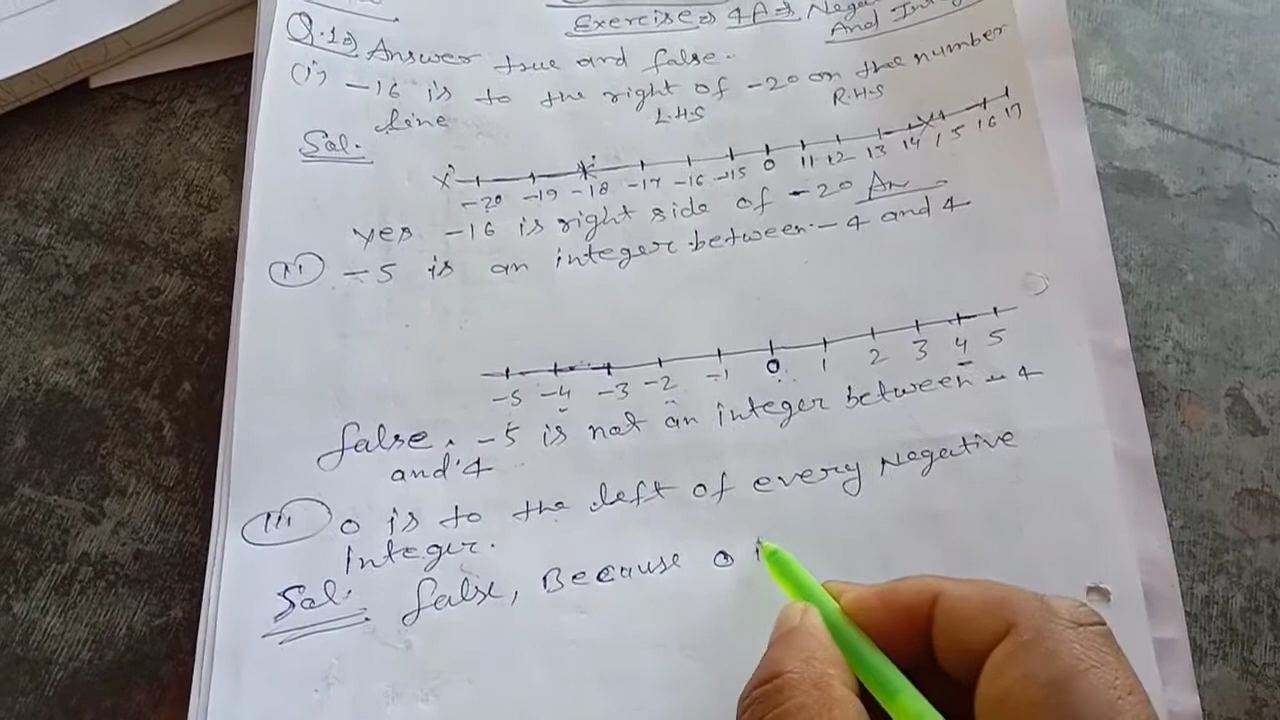 Exercise → 4A →
And
Q.1→ Answer true and false.
(i) -16 is to the right of -20 on the number
line
L.H.S R.H.S
Sol.
-20 -19 -18 -17 -16 -15 0 11 12 13 14 15 16 17
yes -16 is right side of -20 An
(ii) -5 is an integer between -4 and 4
-5 -4 -3 -2 -1 0 1 2 3 4 5
false. -5 is not an integer between -4
and 4
(iii) 0 is to the left of every Negative
Integer.
Sol. false, Because 0